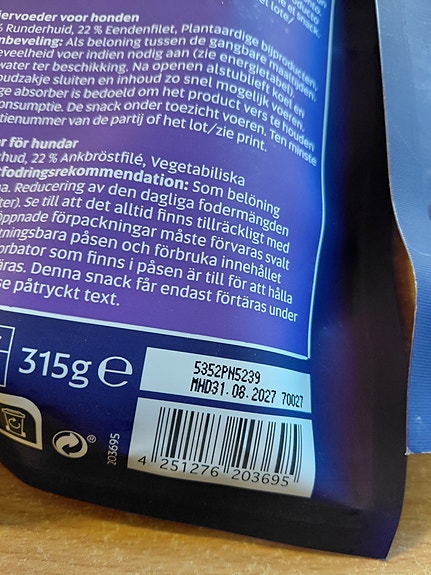 iervoeder voor honden
% Runderhuid, 22 % Eendenfilet, Plantaardige bijproducten,
nbeveling: Als beloning tussen de gangbare maaltijden,
eveelheid voer indien nodig aan (zie energietabel).
water ter beschikking. Na openen alstublieft koel en
oudzakje sluiten en inhoud zo snel mogelijk voeren.
ge absorber is bedoeld om het product vers te houden
onsumptie. De snack onder toezicht voeren. Ten minste
tienummer van de partij of het lot/zie print.
er för hundar
rhud, 22 % Ankbröstfilé, Vegetabiliska
tfodringsrekommendation: Som belöning
na. Reducering av den dagliga fodermängden
ter). Se till att det alltid finns tillräckligt med
öppnade förpackningar måste förvaras svalt
tningsbara påsen och förbruka innehållet
orbator som finns i påsen är till för att hålla
äras. Denna snack får endast förtäras under
se påtryckt text.
315g e
5352PN5239
MHD31.08.2027 70027
203695
4 251276 203695